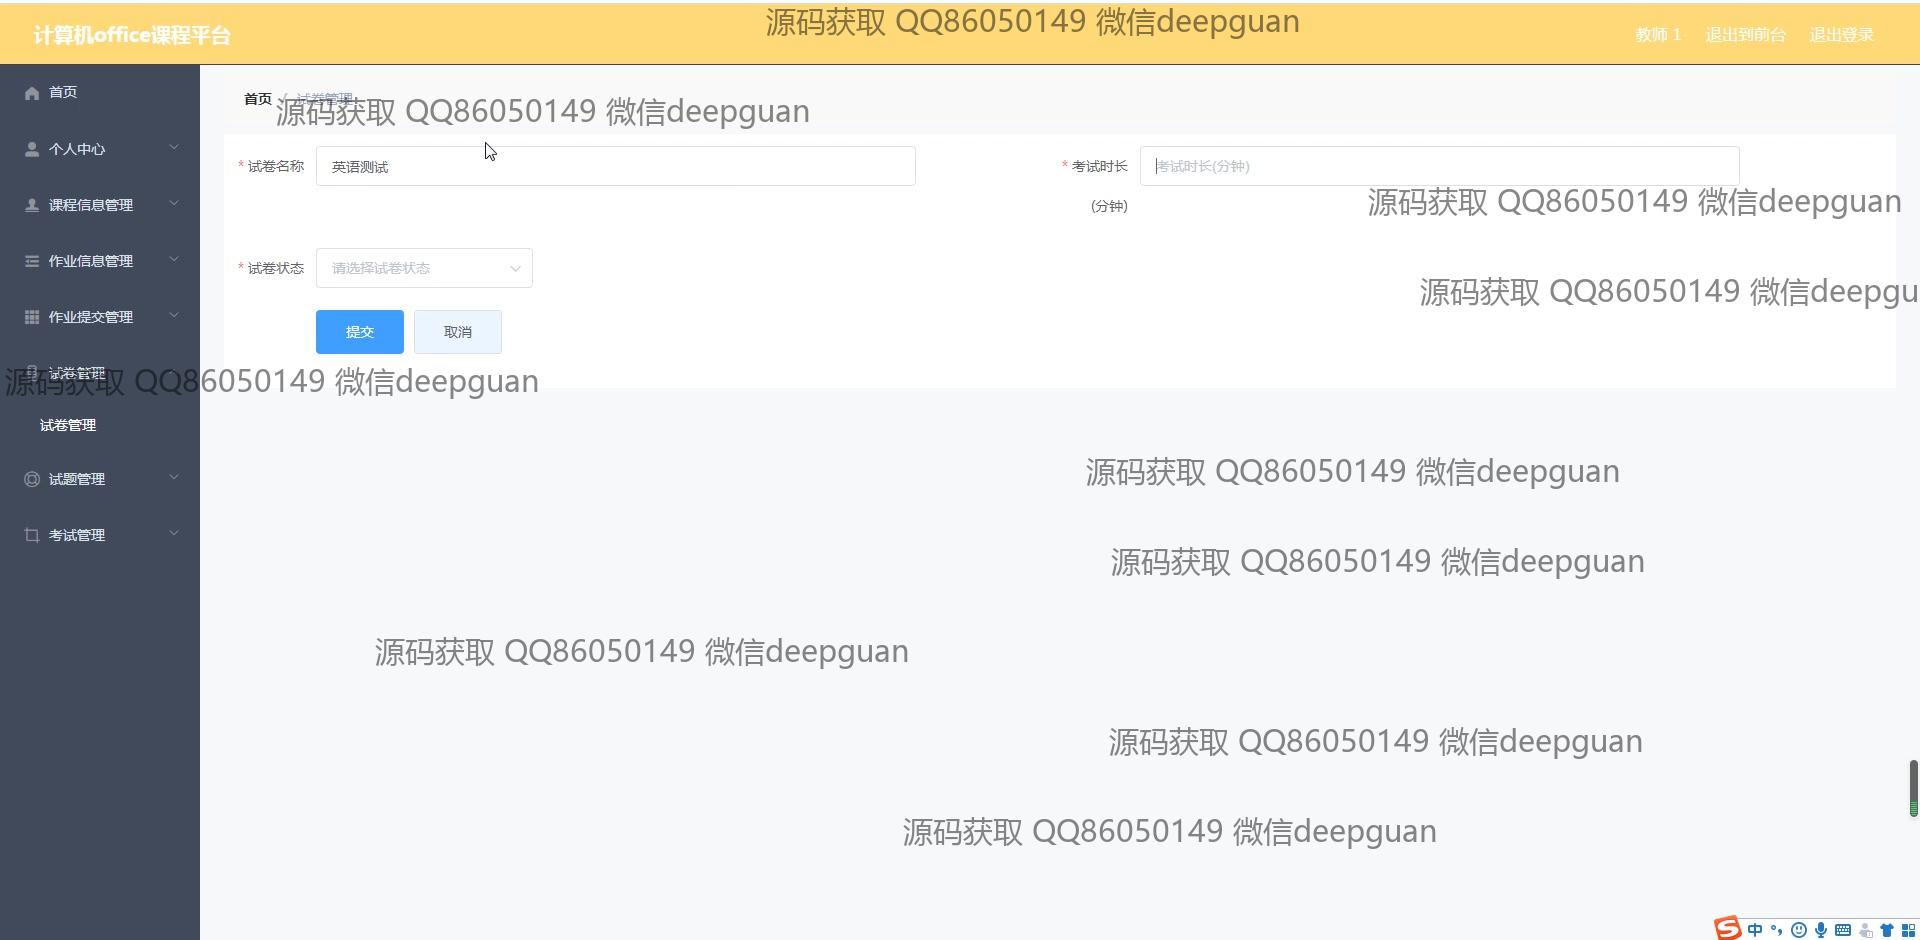 计算机office课程平台
源码获取 QQ86050149 微信deepguan
教师 1
退出到前台
退出登录
首页
个人中心
课程信息管理
作业信息管理
作业提交管理
试卷管理
试卷管理
试题管理
考试管理
首页 / 试卷管理
源码获取 QQ86050149 微信deepguan
* 试卷名称
英语测试
* 考试时长
(分钟)
考试时长(分钟)
源码获取 QQ86050149 微信deepguan
* 试卷状态
请选择试卷状态
源码获取 QQ86050149 微信deepgu
提交
取消
源码获取 QQ86050149 微信deepguan
源码获取 QQ86050149 微信deepguan
源码获取 QQ86050149 微信deepguan
源码获取 QQ86050149 微信deepguan
源码获取 QQ86050149 微信deepguan
源码获取 QQ86050149 微信deepguan
中